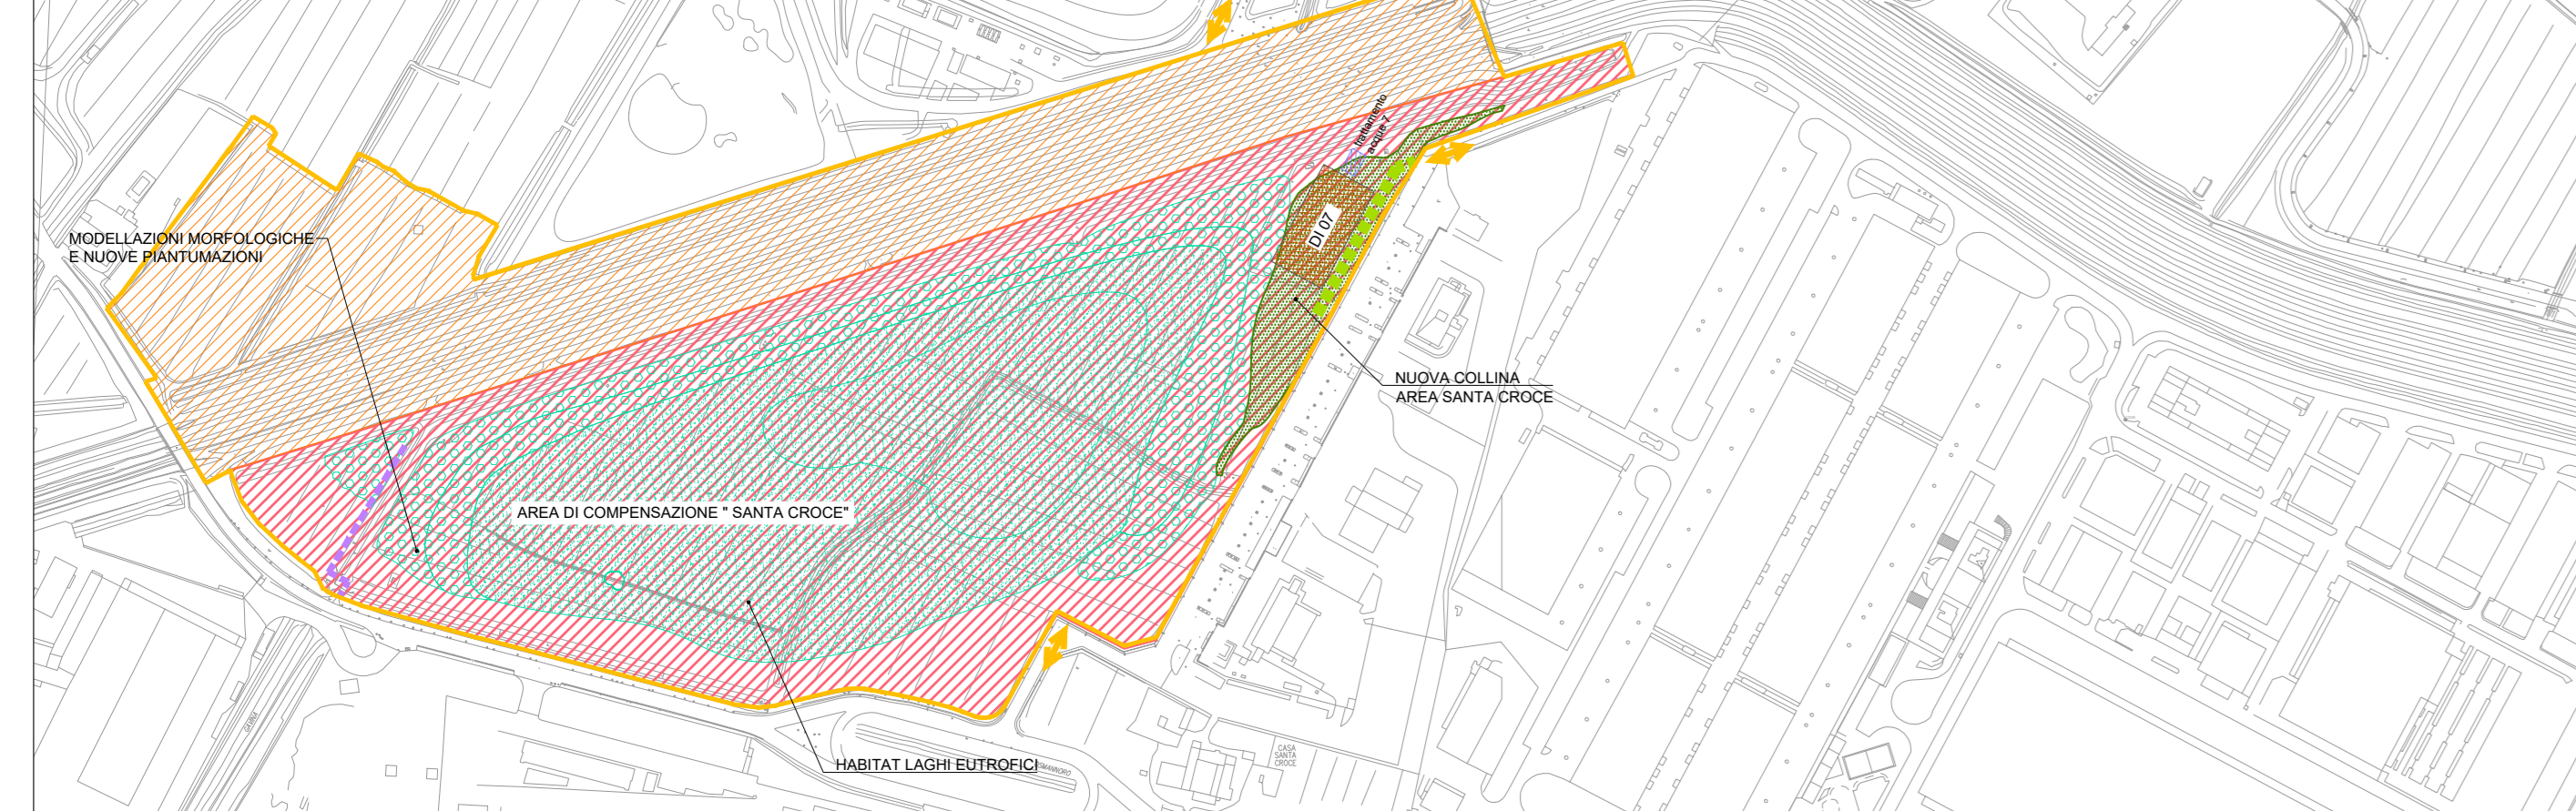 trattamento
acque 7
DI 07
MODELLAZIONI MORFOLOGICHE
E NUOVE PIANTUMAZIONI
NUOVA COLLINA
AREA SANTA CROCE
AREA DI COMPENSAZIONE " SANTA CROCE"
HABITAT LAGHI EUTROFICI
CASA
SANTA
CROCE